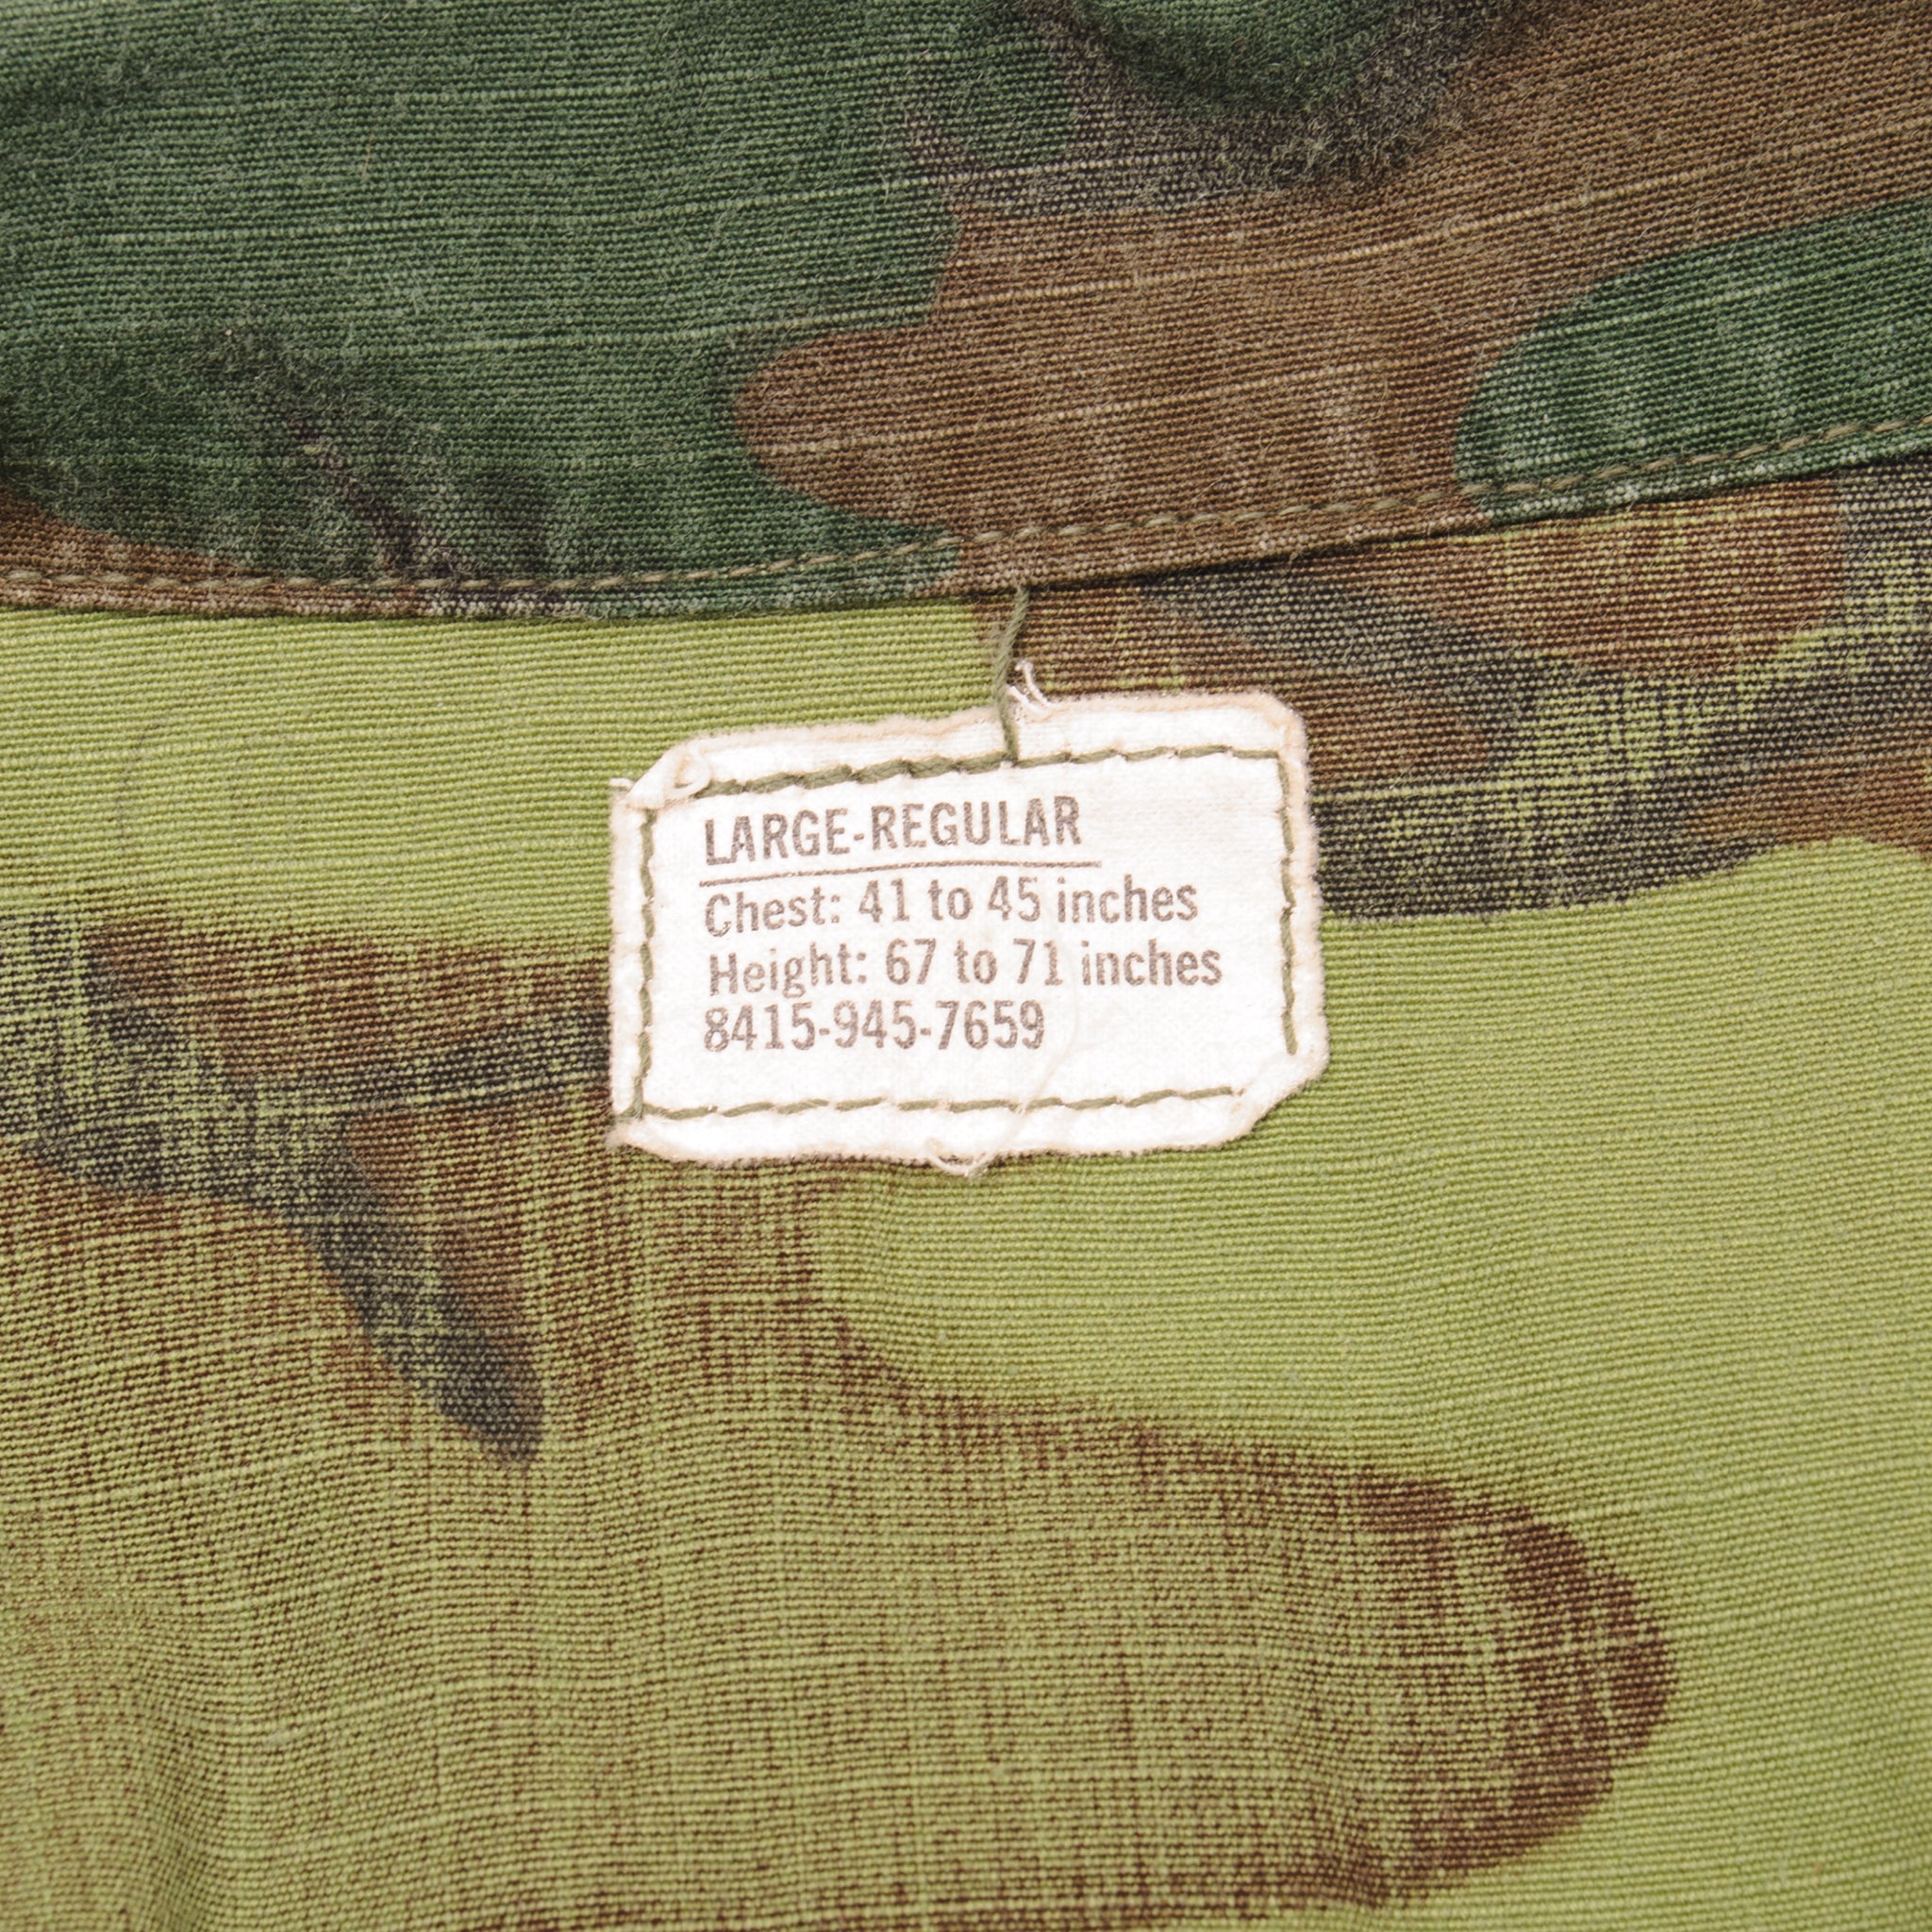 LARGE-REGULAR
Chest: 41 to 45 inches
Height: 67 to 71 inches
8415-945-7659